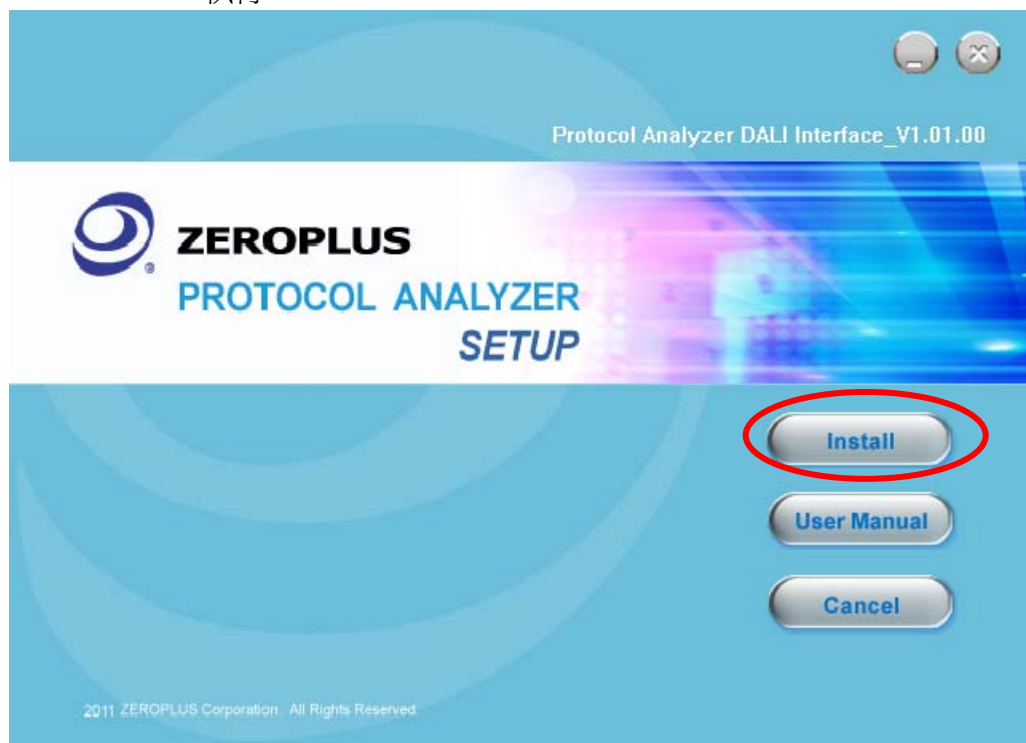 Protocol Analyzer DALI Interface_V1.01.00
ZEROPLUS
PROTOCOL ANALYZER
SETUP
Install
User Manual
Cancel
2011 ZEROPLUS Corporation. All Rights Reserved.